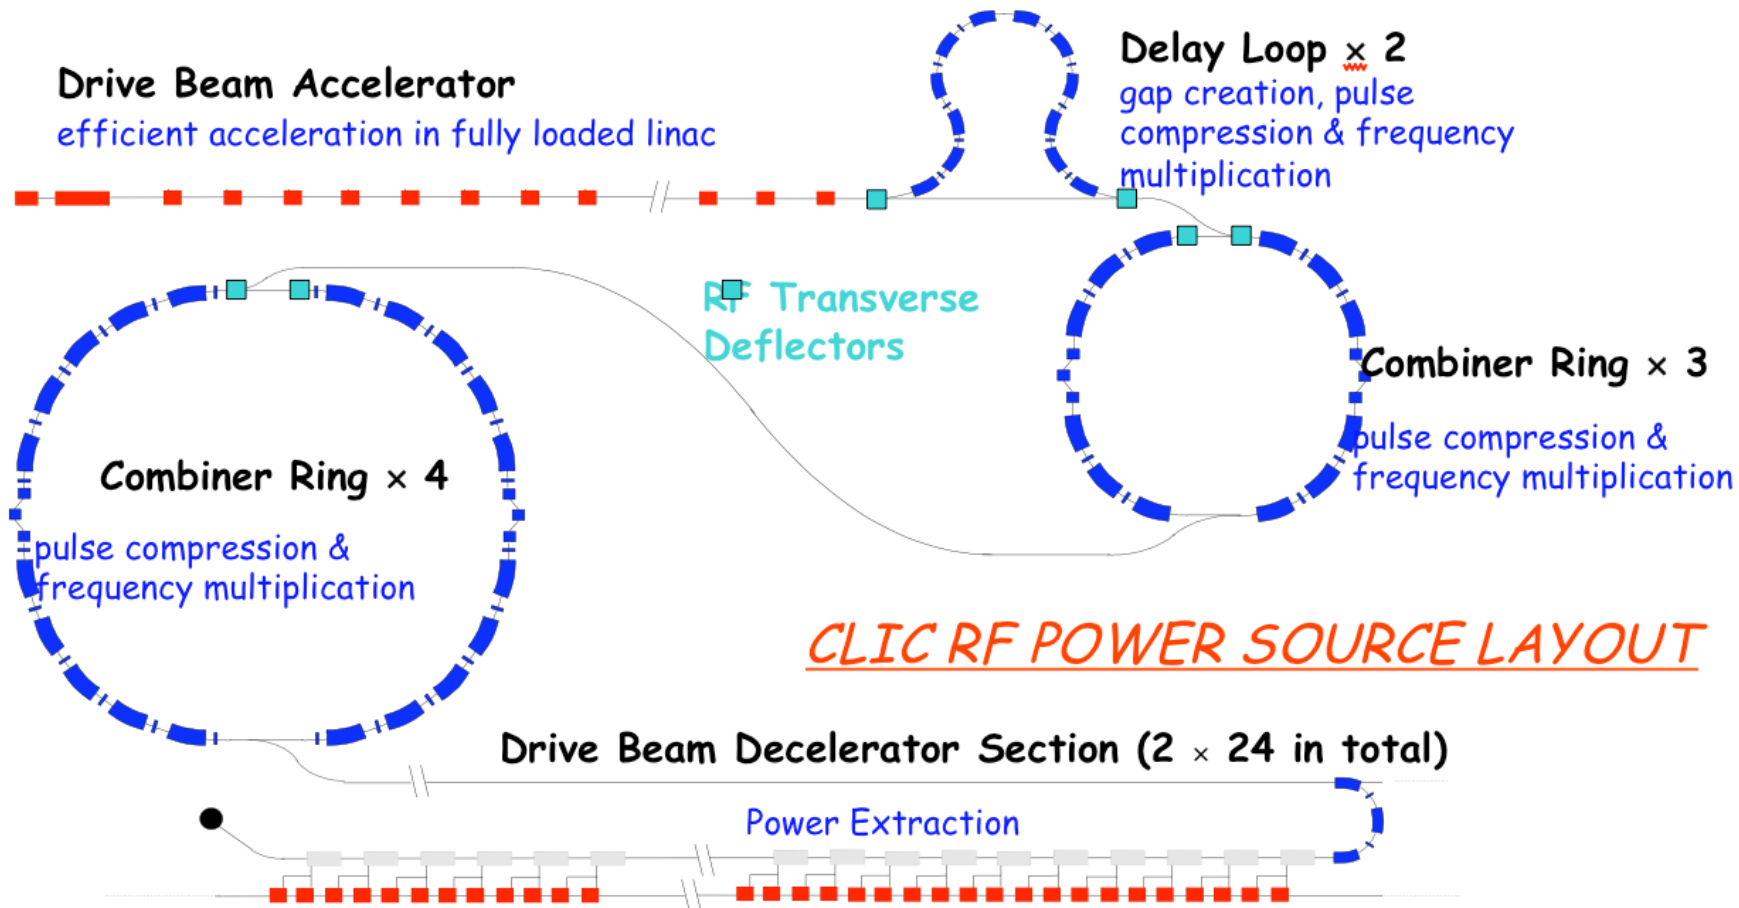 Drive Beam Accelerator
efficient acceleration in fully loaded linac
Delay Loop × 2
gap creation, pulse
compression & frequency
multiplication
RF Transverse
Deflectors
Combiner Ring × 3
pulse compression &
frequency multiplication
Combiner Ring × 4
pulse compression &
frequency multiplication
CLIC RF POWER SOURCE LAYOUT
Drive Beam Decelerator Section (2 × 24 in total)
Power Extraction